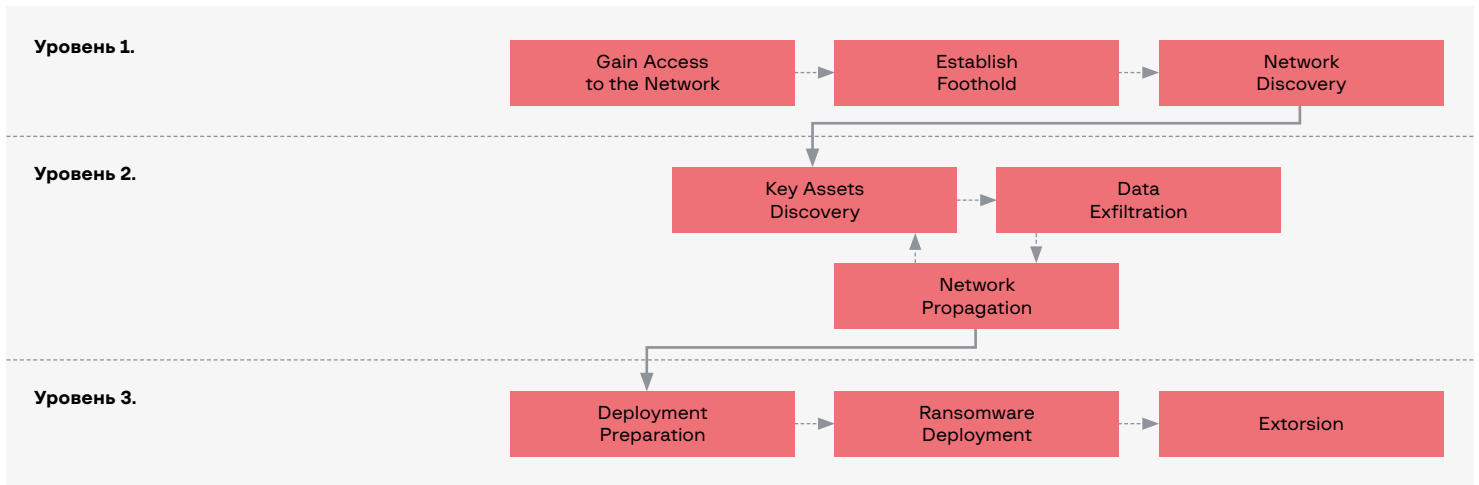 Уровень 1.
Gain Access
to the Network
Establish
Foothold
Network
Discovery
Уровень 2.
Key Assets
Discovery
Data
Exfiltration
Network
Propagation
Уровень 3.
Deployment
Preparation
Ransomware
Deployment
Extorsion